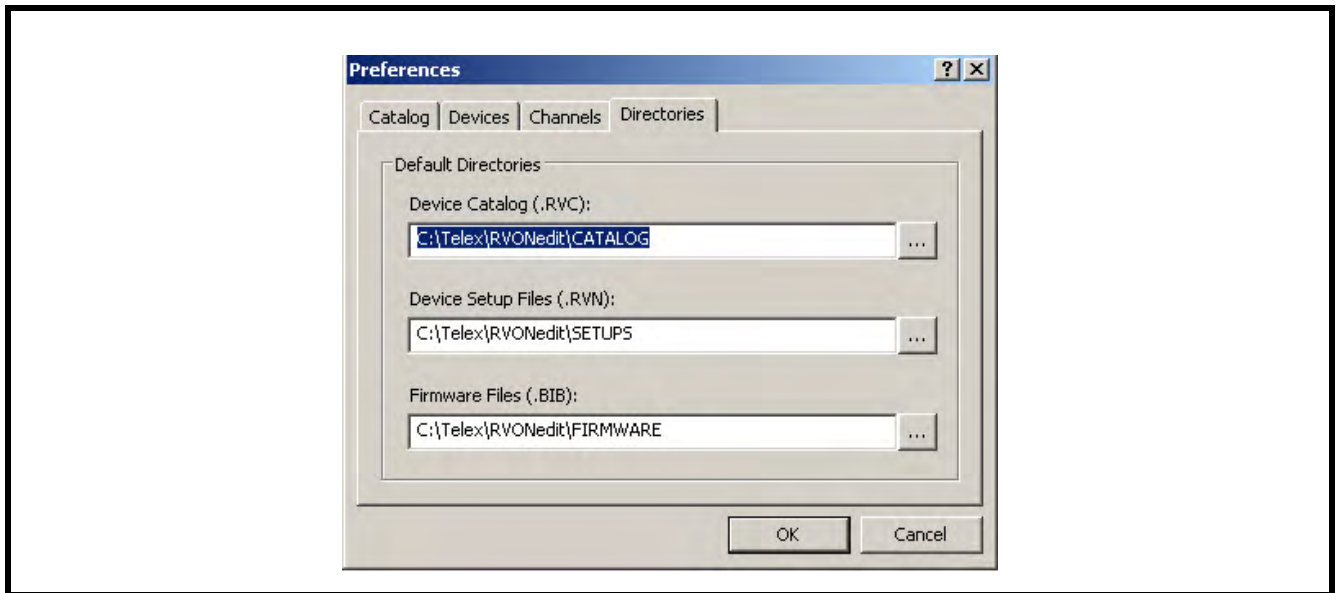 Preferences
Catalog Devices Channels Directories
Default Directories
Device Catalog (.RVC):
C:\Telex\RVONedit\CATALOG ...
Device Setup Files (.RVN):
C:\Telex\RVONedit\SETUPS ...
Firmware Files (.BIB):
C:\Telex\RVONedit\FIRMWARE ...
OK Cancel